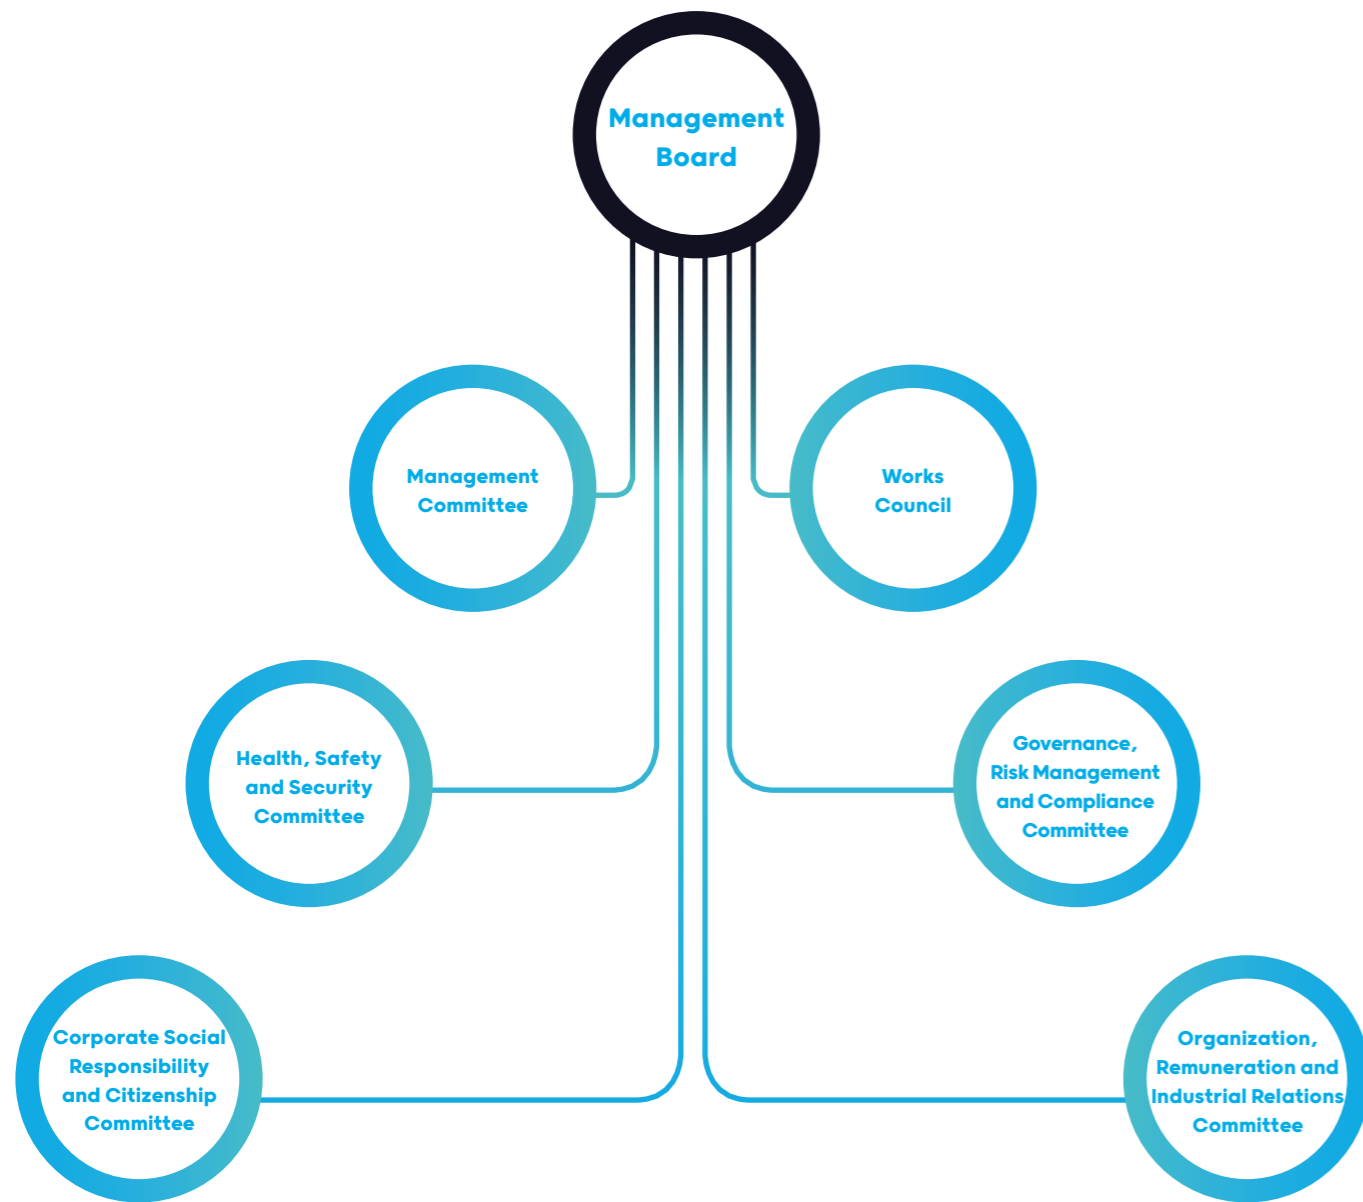 Management
Board
Management
Committee
Works
Council
Health, Safety
and Security
Committee
Governance,
Risk Management
and Compliance
Committee
Corporate Social
Responsibility
and Citizenship
Committee
Organization,
Remuneration and
Industrial Relations
Committee